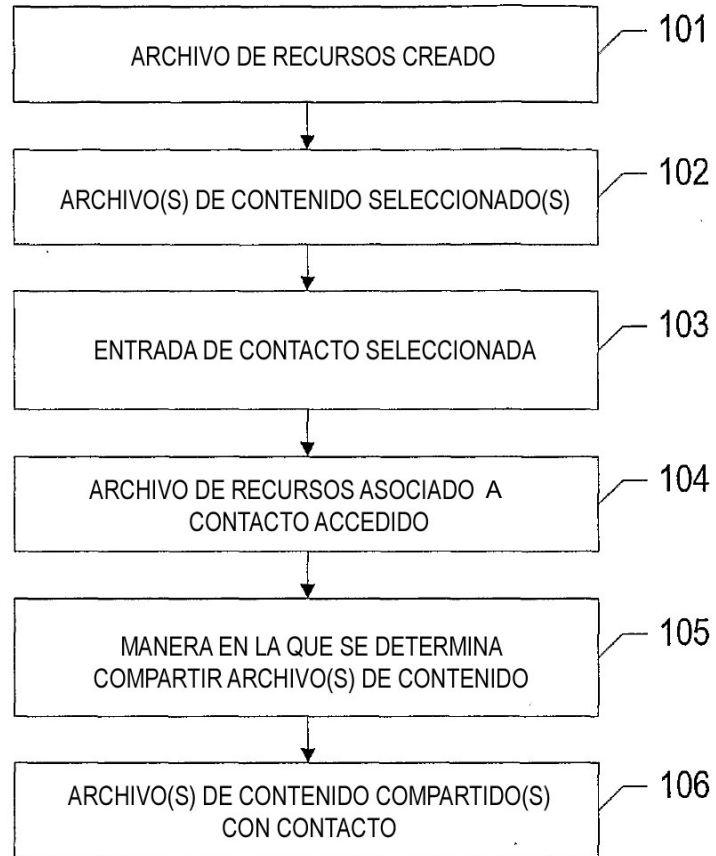 ARCHIVO DE RECURSOS CREADO
101
ARCHIVO(S) DE CONTENIDO SELECCIONADO(S)
102
ENTRADA DE CONTACTO SELECCIONADA
103
ARCHIVO DE RECURSOS ASOCIADO A
CONTACTO ACCEDIDO
104
MANERA EN LA QUE SE DETERMINA
COMPARTIR ARCHIVO(S) DE CONTENIDO
105
ARCHIVO(S) DE CONTENIDO COMPARTIDO(S)
CON CONTACTO
106